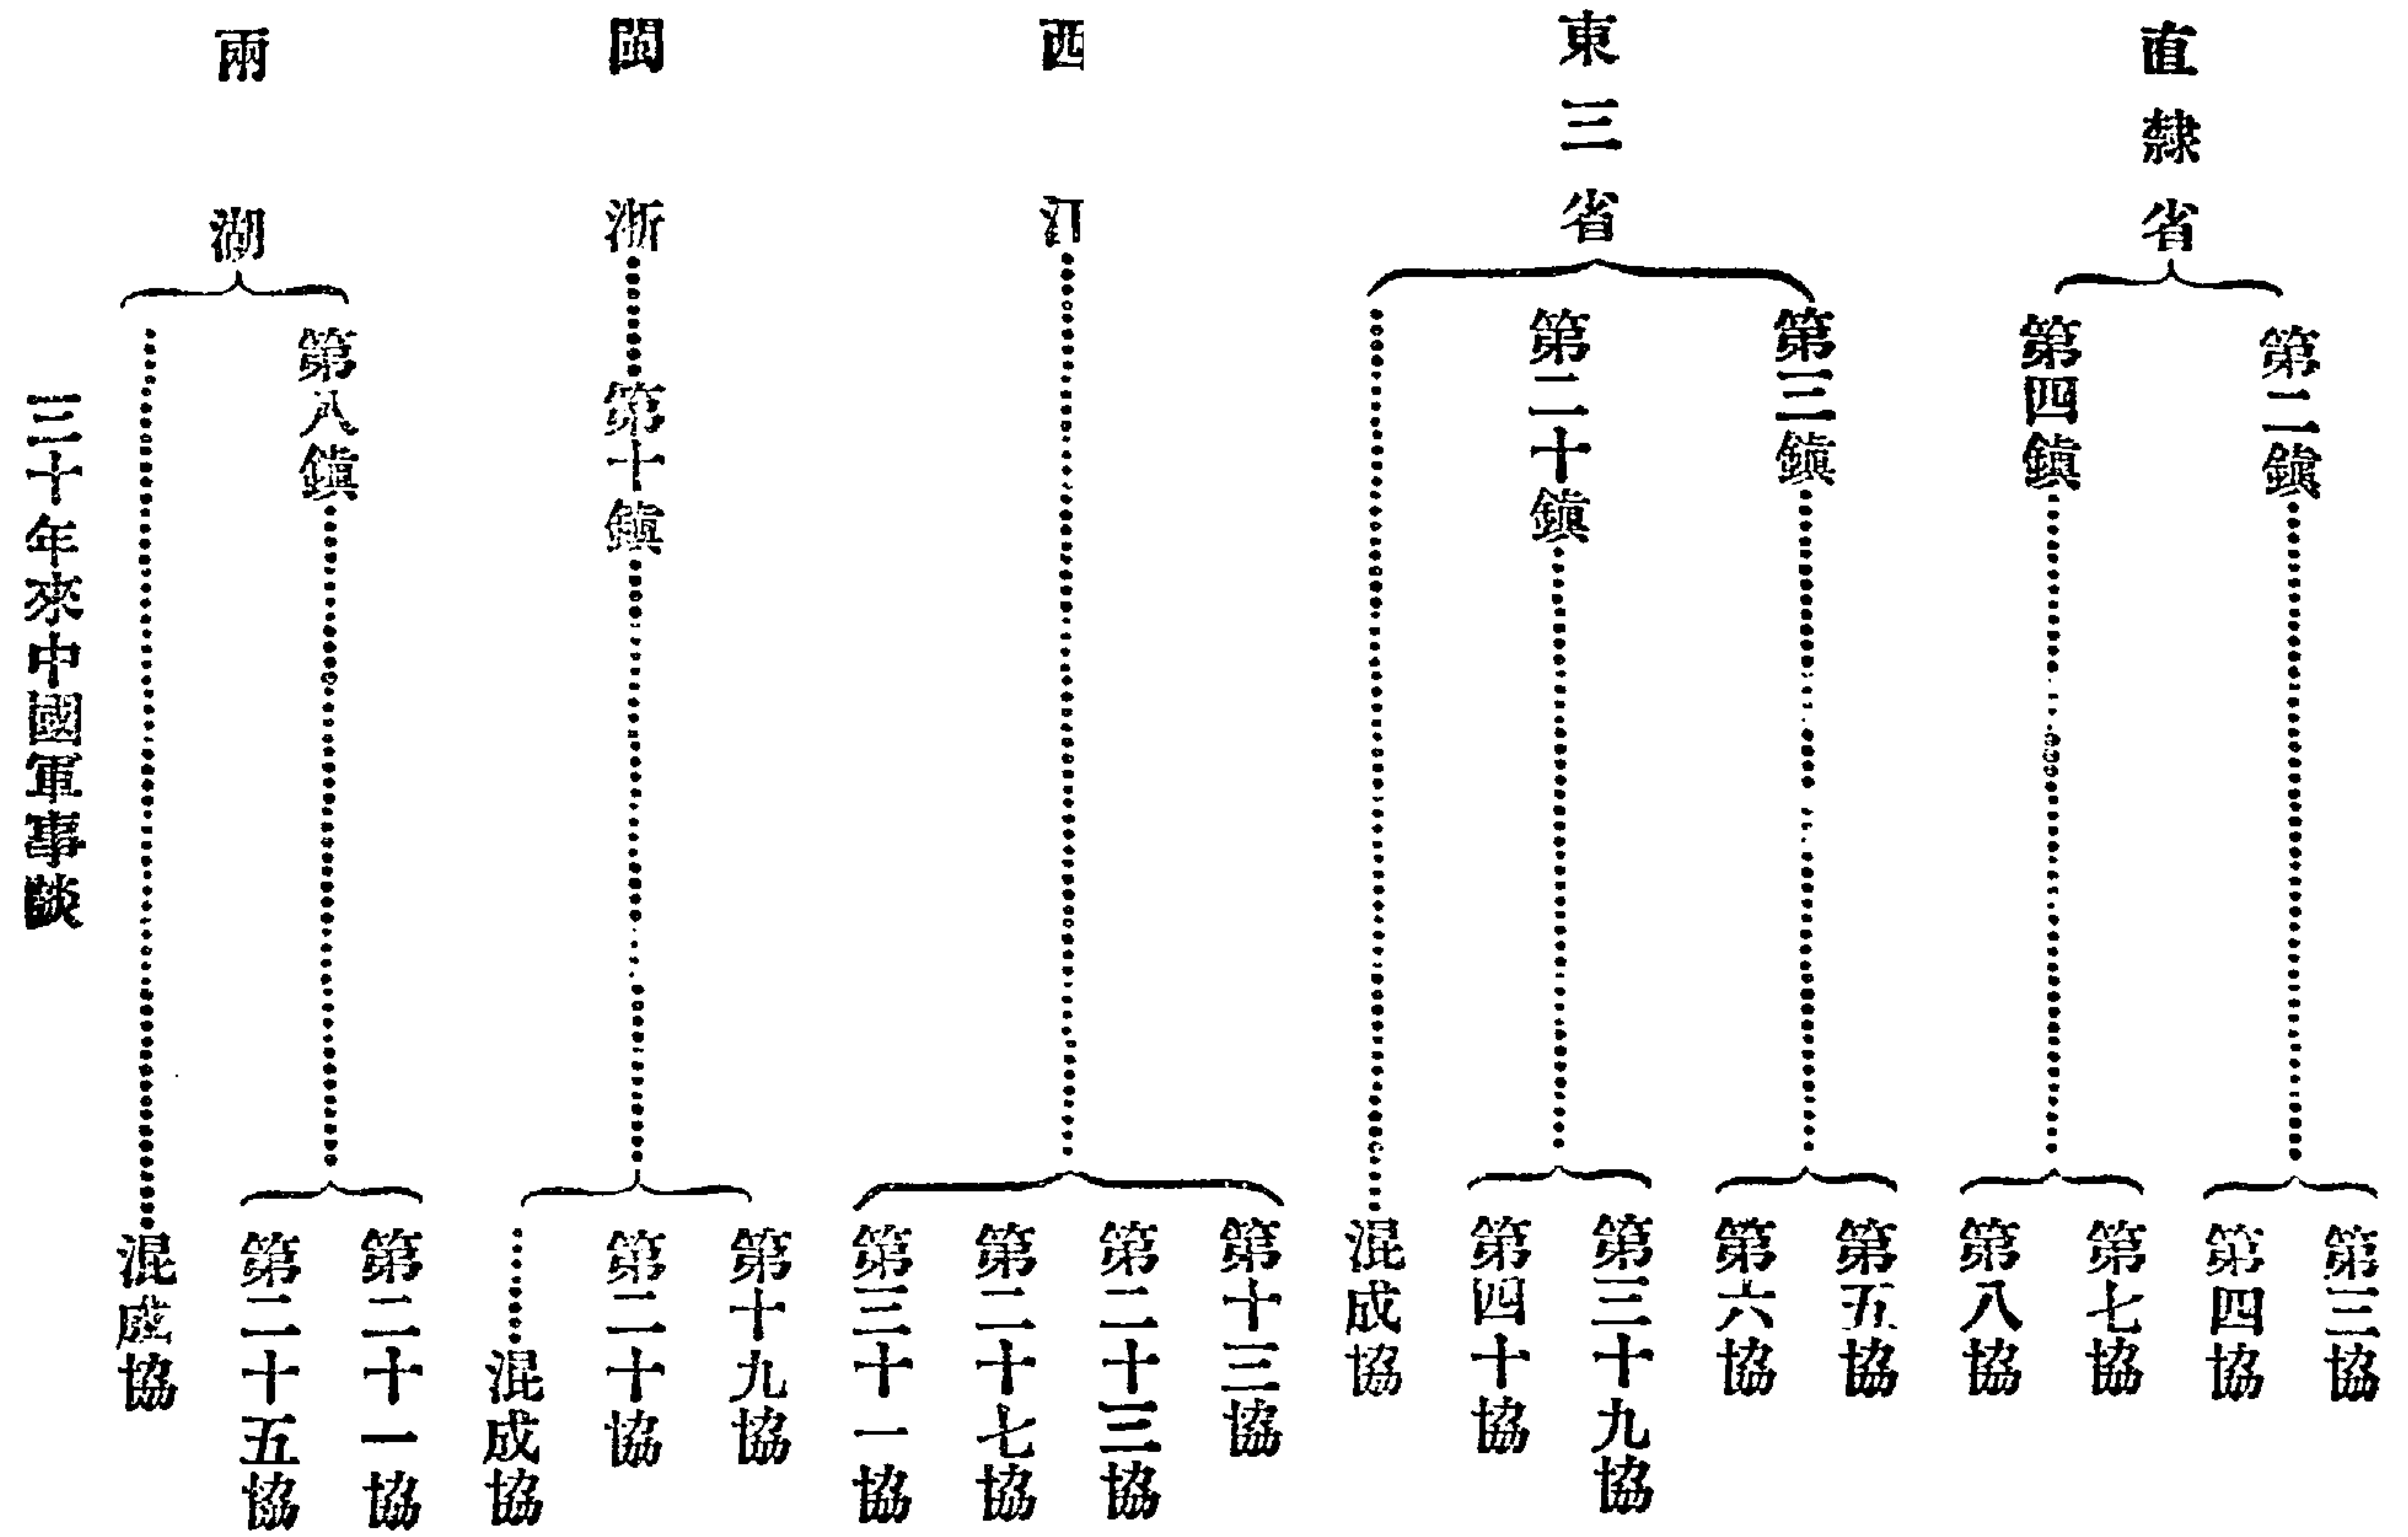 直隸省
第二鎮
第三協
第四協
第四鎮
第七協
第八協
東三省
第三鎮
第五協
第六協
第二十鎮
第三十九協
第四十協
混成協
西江
第十三協
第二十三協
第二十七協
第三十一協
閩浙
第十鎮
第十九協
第二十協
混成協
兩湖
第八鎮
第二十一協
第二十五協
混成協
三十年來中國軍事談